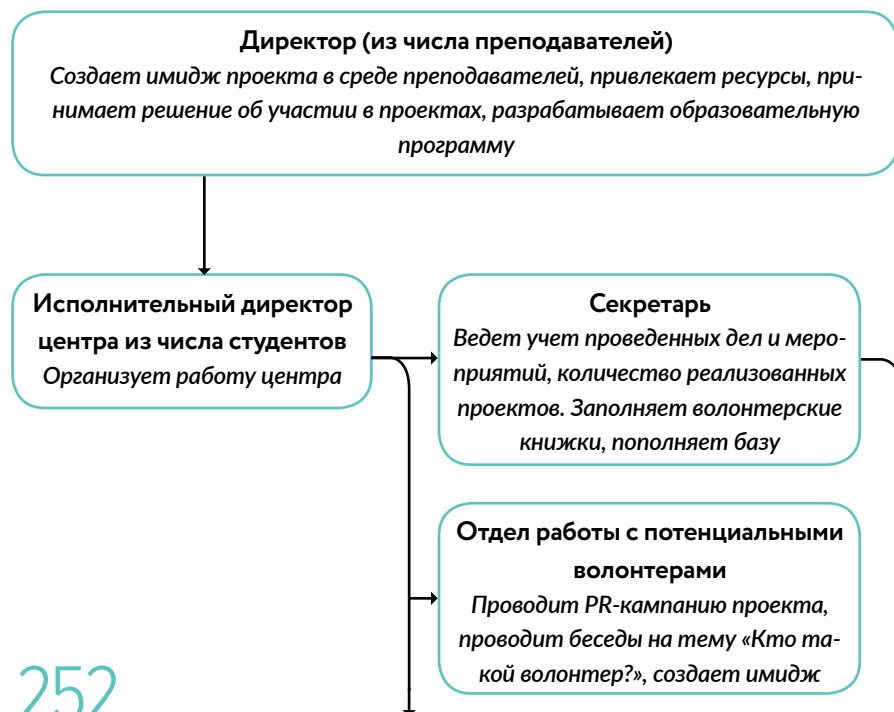 Директор (из числа преподавателей)
Создает имидж проекта в среде преподавателей, привлекает ресурсы, при-
нимает решение об участии в проектах, разрабатывает образовательную
программу
Исполнительный директор
центра из числа студентов
Организует работу центра
Секретарь
Ведет учет проведенных дел и меро-
приятий, количество реализованных
проектов. Заполняет волонтерские
книжки, пополняет базу
Отдел работы с потенциальными
волонтерами
Проводит PR-кампанию проекта,
проводит беседы на тему «Кто та-
кой волонтер?», создает имидж
252